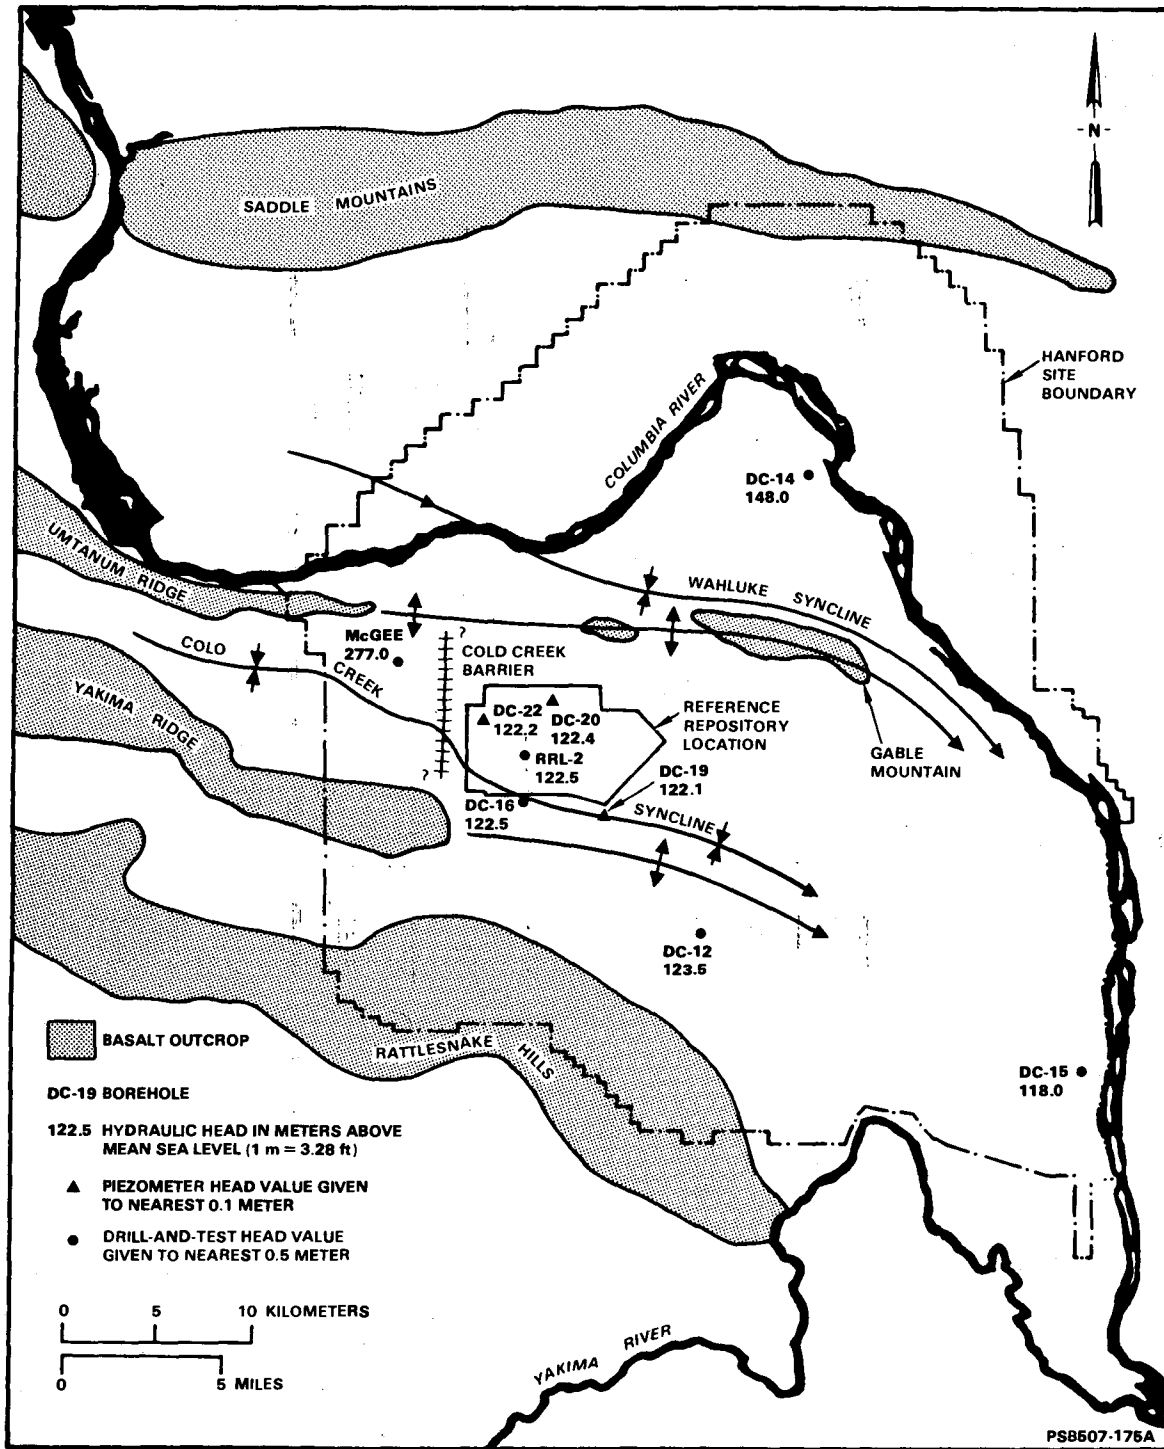 N
SADDLE MOUNTAINS
HANFORD
SITE
BOUNDARY
COLUMBIA RIVER
DC-14
148.0
UMTANUM RIDGE
WAHLUKE SYNCLINE
McGEE
277.0
?
COLD CREEK
BARRIER
COLO CREEK
YAKIMA RIDGE
DC-22
122.2
DC-20
122.4
REFERENCE
REPOSITORY
LOCATION
RRL-2
122.5
DC-19
122.1
GABLE
MOUNTAIN
?
DC-16
122.5
SYNCLINE
DC-12
123.5
RATTLESNAKE HILLS
DC-15
118.0
BASALT OUTCROP
DC-19 BOREHOLE
122.5 HYDRAULIC HEAD IN METERS ABOVE
MEAN SEA LEVEL (1 m = 3.28 ft)
PIEZOMETER HEAD VALUE GIVEN
TO NEAREST 0.1 METER
DRILL-AND-TEST HEAD VALUE
GIVEN TO NEAREST 0.5 METER
0 5 10 KILOMETERS
0 5 MILES
YAKIMA RIVER
PS8507-175A